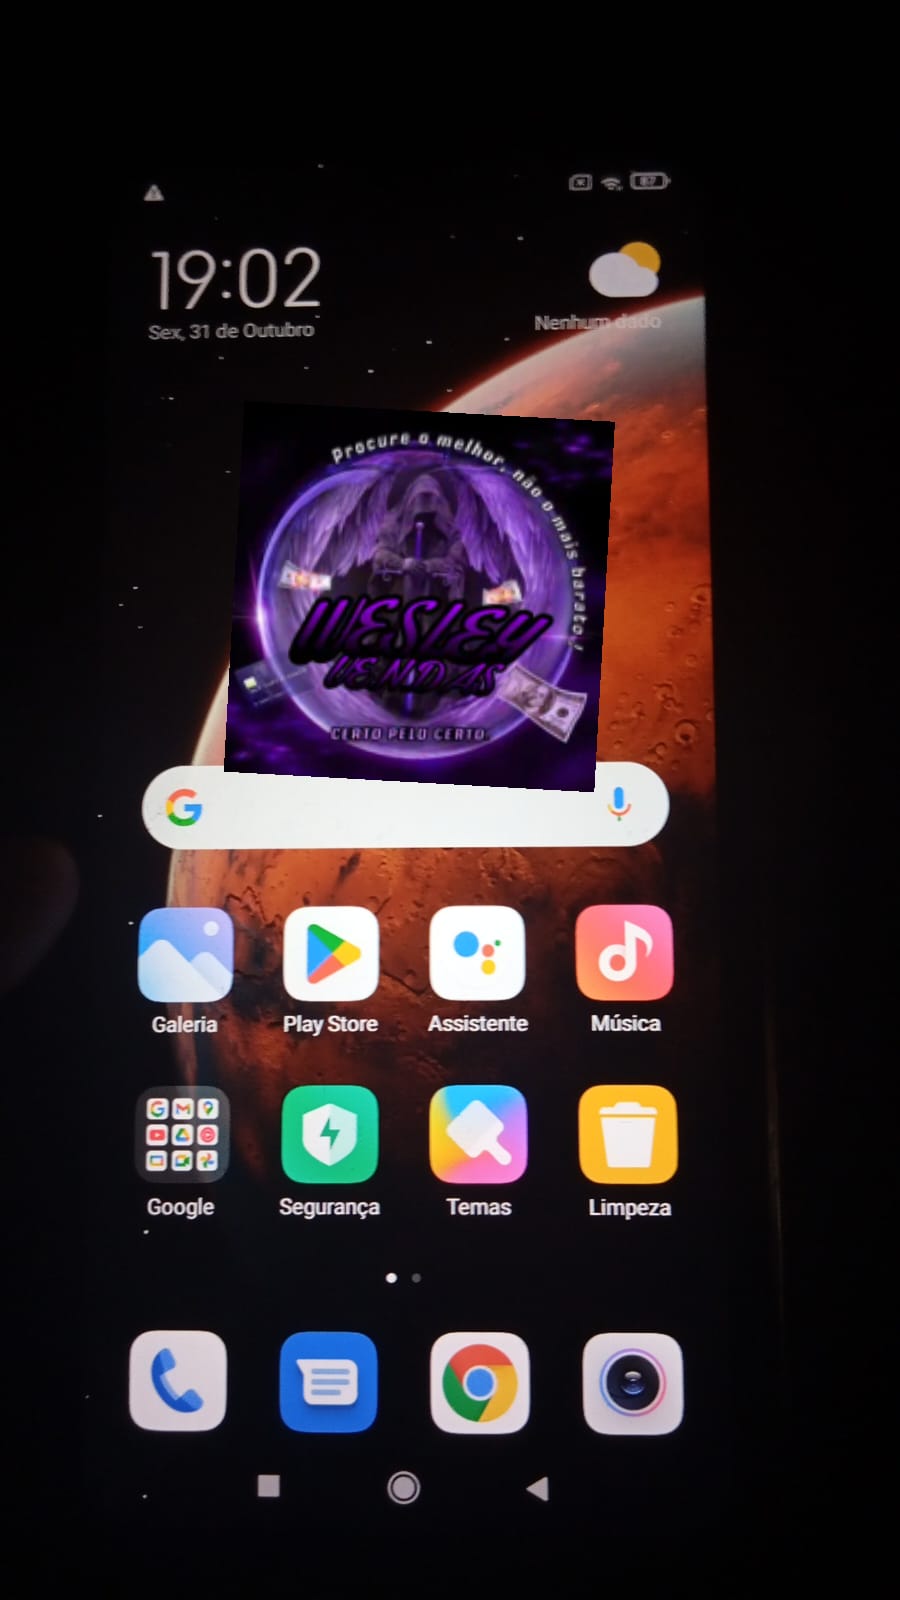 87
19:02
Sex, 31 de Outubro
Nenhum dado
Procure o melhor, não o mais barato!
WESLEY
VENDAS
CERTO PELO CERTO.
Galeria
Play Store
Assistente
Música
Google
Segurança
Temas
Limpeza